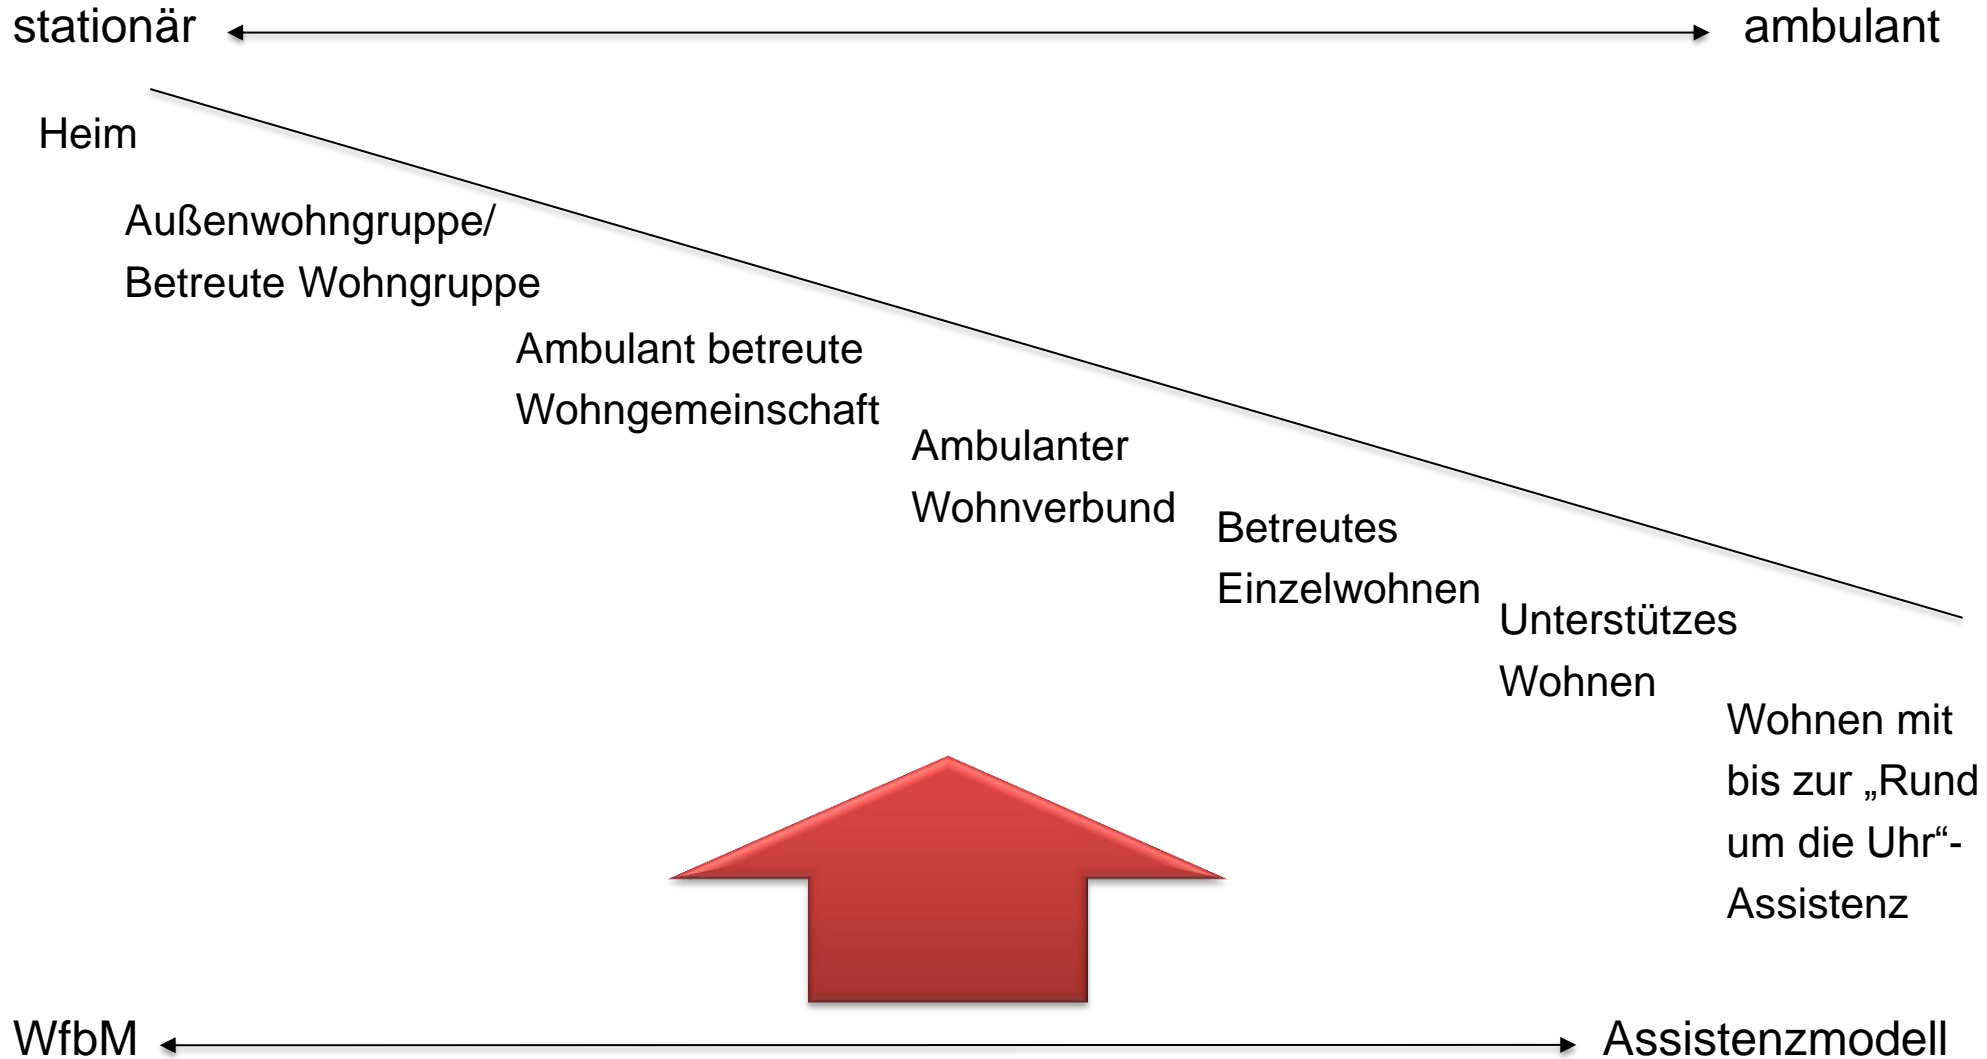 stationär ambulant
Heim
Außenwohngruppe/
Betreute Wohngruppe
Ambulant betreute
Wohngemeinschaft
Ambulanter
Wohnverbund
Betreutes
Einzelwohnen
Unterstützes
Wohnen
Wohnen mit
bis zur „Rund
um die Uhr“-
Assistenz
WfbM Assistenzmodell